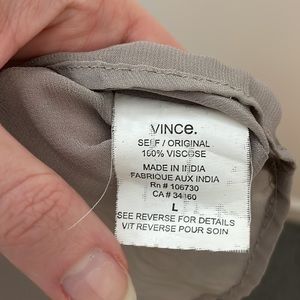 VINCE.
SELF / ORIGINAL
100% VISCOSE
MADE IN INDIA
FABRIQUE AUX INDIA
Rn # 106730
CA # 34160
L
SEE REVERSE FOR DETAILS
VIT REVERSE POUR SOIN